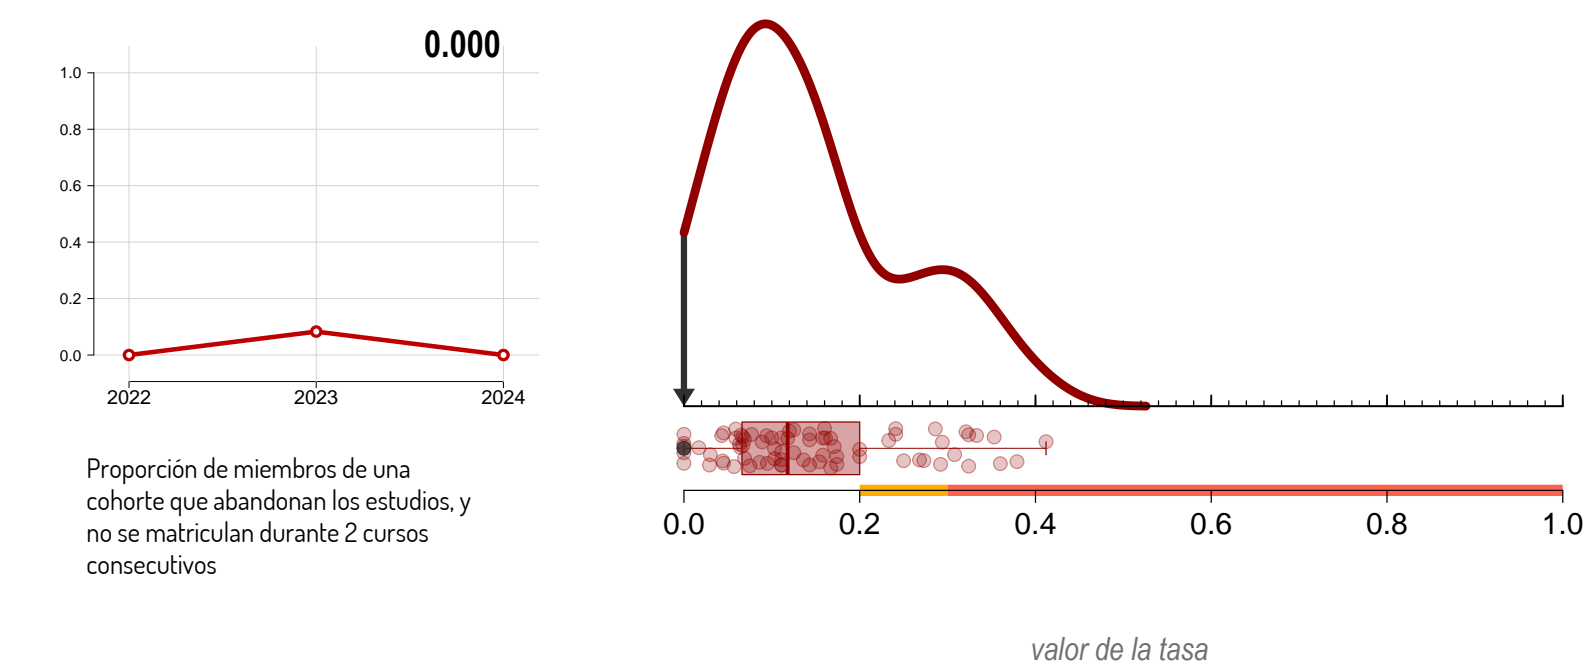 0.000
1.0
0.8
0.6
0.4
0.2
0.0
2022 2023 2024
Proporción de miembros de una
cohorte que abandonan los estudios, y
no se matriculan durante 2 cursos
consecutivos
0.0 0.2 0.4 0.6 0.8 1.0
valor de la tasa